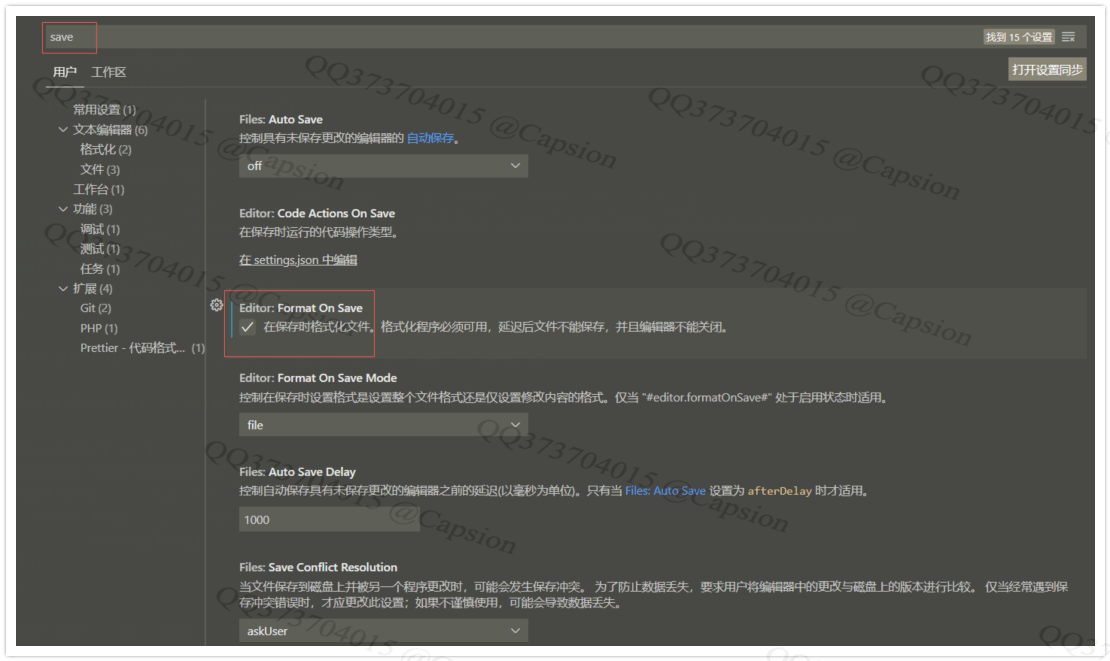 save
找到 15 个设置
用户 工作区
打开设置同步
常用设置 (1)
文本编辑器 (6)
格式化 (2)
文件 (3)
工作台 (1)
功能 (3)
调试 (1)
测试 (1)
任务 (1)
扩展 (4)
Git (2)
PHP (1)
Prettier - 代码格式... (1)
Files: Auto Save
控制具有未保存更改的编辑器的 自动保存。
off
Editor: Code Actions On Save
在保存时运行的代码操作类型。
在 settings.json 中编辑
Editor: Format On Save
在保存时格式化文件。格式化程序必须可用，延迟后文件不能保存，并且编辑器不能关闭。
Editor: Format On Save Mode
控制在保存时设置格式是设置整个文件格式还是仅设置修改内容的格式。仅当 "#editor.formatOnSave#" 处于启用状态时适用。
file
Files: Auto Save Delay
控制自动保存具有未保存更改的编辑器之前的延迟(以毫秒为单位)。只有当 Files: Auto Save 设置为 afterDelay 时才适用。
1000
Files: Save Conflict Resolution
当文件保存到磁盘上并被另一个程序更改时，可能会发生保存冲突。 为了防止数据丢失，要求用户将编辑器中的更改与磁盘上的版本进行比较。 仅当经常遇到保
存冲突错误时，才应更改此设置；如果不谨慎使用，可能会导致数据丢失。
askUser
QQ373704015 @Capsion
QQ373704015 @Capsion
QQ373704015 @Capsion
QQ373704015
QQ373704015 @Capsion
QQ373704015 @Capsion
QQ373704015 @Capsion
QQ373704015 @Capsion
QQ373704015